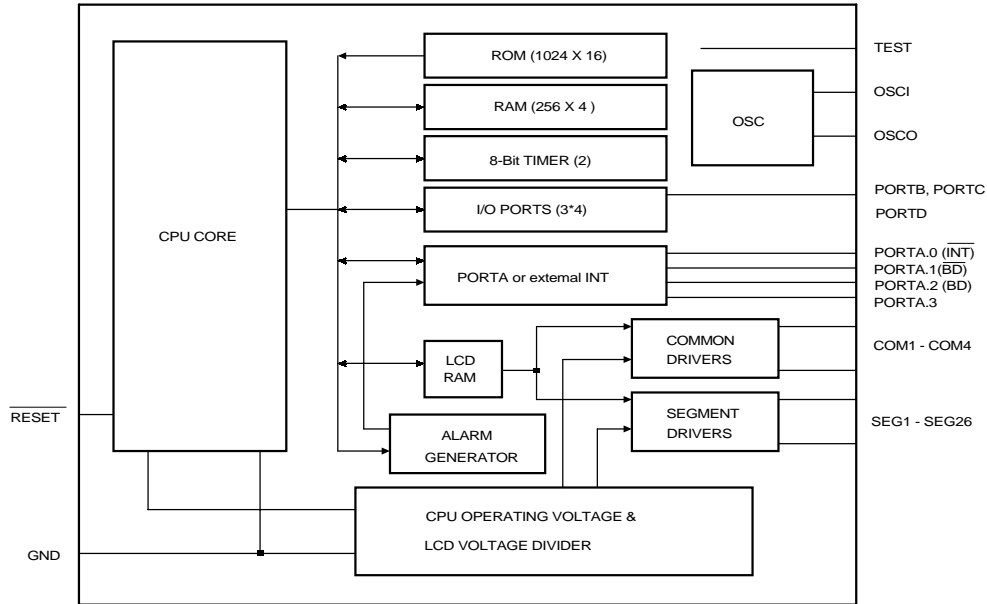 ROM (1024 X 16)
TEST
RAM (256 X 4 )
OSC
OSCI
OSCO
8-Bit TIMER (2)
I/O PORTS (3*4)
PORTB, PORTC
PORTD
CPU CORE
PORTA or external INT
PORTA.0 (INT)
PORTA.1(BD)
PORTA.2 (BD)
PORTA.3
LCD
RAM
COMMON
DRIVERS
COM1 - COM4
RESET
ALARM
GENERATOR
SEGMENT
DRIVERS
SEG1 - SEG26
CPU OPERATING VOLTAGE &
LCD VOLTAGE DIVIDER
GND